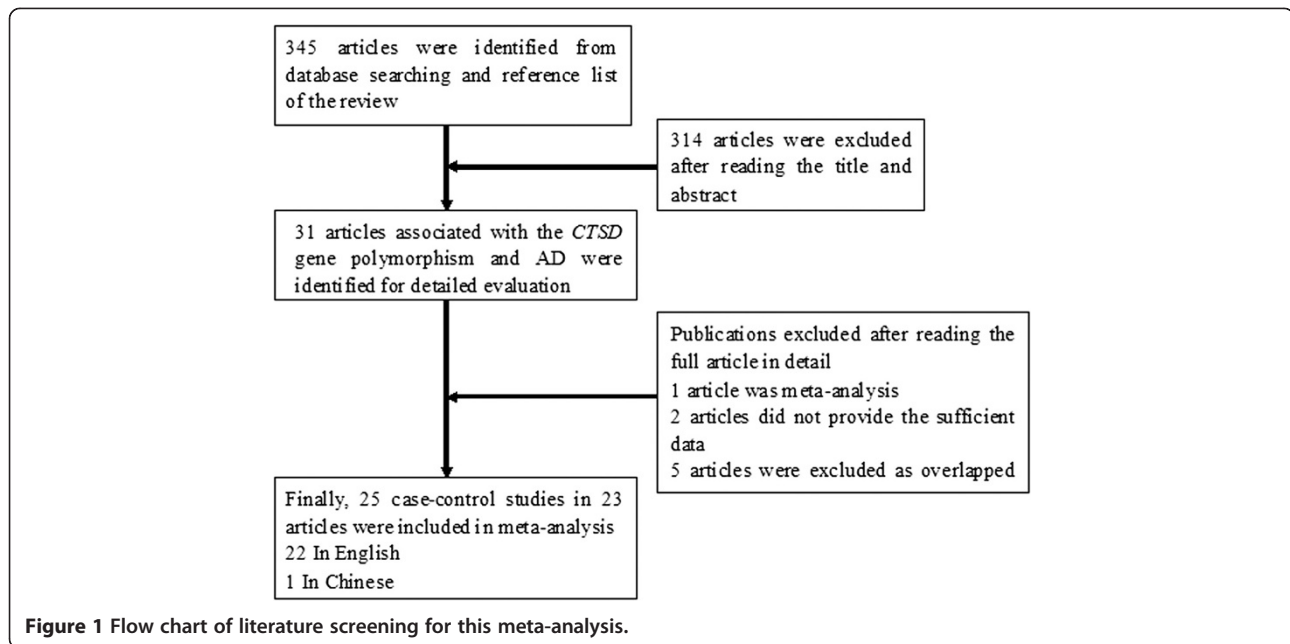 345 articles were identified from
database searching and reference list
of the review
314 articles were excluded
after reading the title and
abstract
31 articles associated with the CTSD
gene polymorphism and AD were
identified for detailed evaluation
Publications excluded after reading the
full article in detail
1 article was meta-analysis
2 articles did not provide the sufficient
data
5 articles were excluded as overlapped
Finally, 25 case-control studies in 23
articles were included in meta-analysis
22 In English
1 In Chinese
Figure 1 Flow chart of literature screening for this meta-analysis.